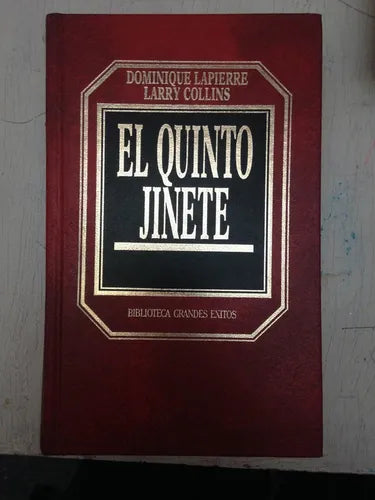 DOMINIQUE LAPIERRE
LARRY COLLINS
EL QUINTO
JINETE
BIBLIOTECA GRANDES EXITOS